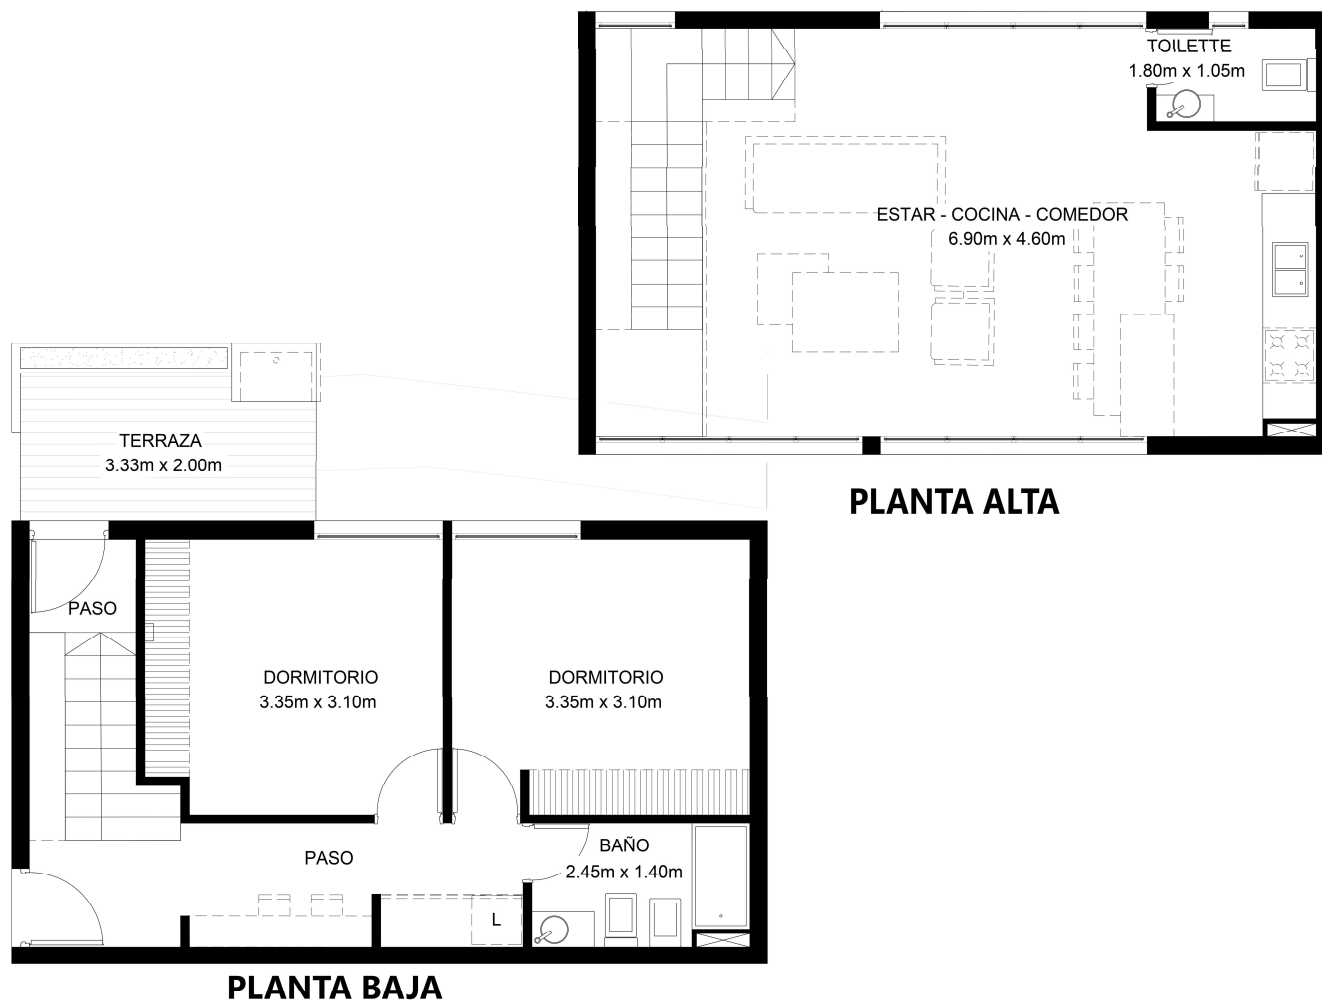 TOILETTE
1.80m x 1.05m
ESTAR - COCINA - COMEDOR
6.90m x 4.60m
PLANTA ALTA
TERRAZA
3.33m x 2.00m
PASO
DORMITORIO
3.35m x 3.10m
DORMITORIO
3.35m x 3.10m
PASO
BAÑO
2.45m x 1.40m
L
PLANTA BAJA